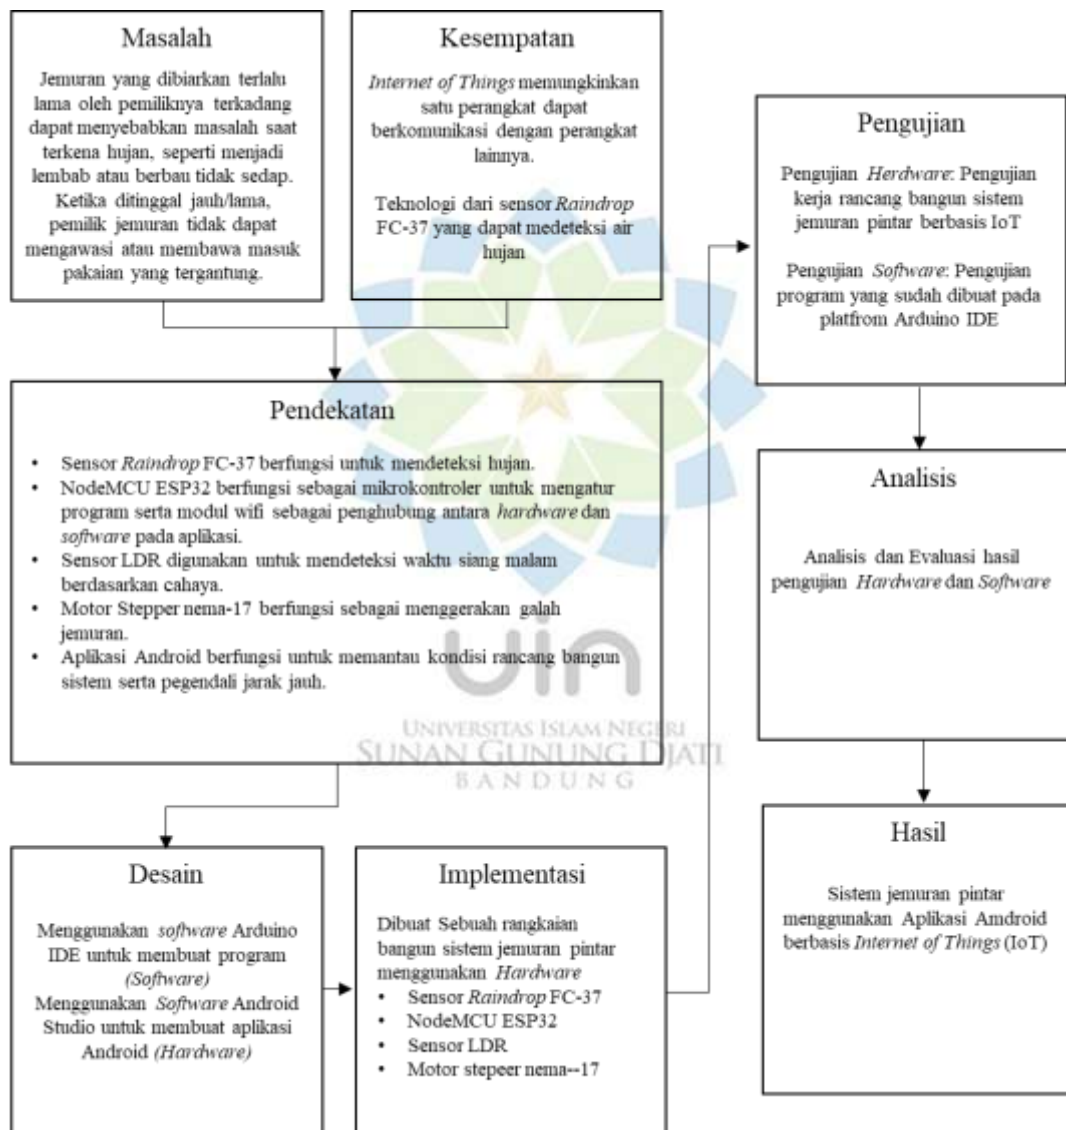 Masalah
Jemuran yang dibiarkan terlalu
lama oleh pemiliknya terkadang
dapat menyebabkan masalah saat
terkena hujan, seperti menjadi
lembab atau berbau tidak sedap.
Ketika ditinggal jauh/lama,
pemilik jemuran tidak dapat
mengawasi atau membawa masuk
pakaian yang tergantung.
Kesempatan
Internet of Things memungkinkan
satu perangkat dapat
berkomunikasi dengan perangkat
lainnya.
Teknologi dari sensor Raindrop
FC-37 yang dapat medeteksi air
hujan
Pendekatan
• Sensor Raindrop FC-37 berfungsi untuk mendeteksi hujan.
• NodeMCU ESP32 berfungsi sebagai mikrokontroler untuk mengatur
program serta modul wifi sebagai penghubung antara hardware dan
software pada aplikasi.
• Sensor LDR digunakan untuk mendeteksi waktu siang malam
berdasarkan cahaya.
• Motor Stepper nema-17 berfungsi sebagai menggerakan galah
jemuran.
• Aplikasi Android berfungsi untuk memantau kondisi rancang bangun
sistem serta pegendali jarak jauh.
uin
UNIVERSITAS ISLAM NEGERI
SUNAN GUNUNG DJATI
BANDUNG
Desain
Menggunakan software Arduino
IDE untuk membuat program
(Software)
Menggunakan Software Android
Studio untuk membuat aplikasi
Android (Hardware)
Implementasi
Dibuat Sebuah rangkaian
bangun sistem jemuran pintar
menggunakan Hardware
• Sensor Raindrop FC-37
• NodeMCU ESP32
• Sensor LDR
• Motor stepeer nema--17
Pengujian
Pengujian Herdware: Pengujian
kerja rancang bangun sistem
jemuran pintar berbasis IoT
Pengujian Software: Pengujian
program yang sudah dibuat pada
platfrom Arduino IDE
Analisis
Analisis dan Evaluasi hasil
pengujian Hardware dan Software
Hasil
Sistem jemuran pintar
menggunakan Aplikasi Amdroid
berbasis Internet of Things (IoT)